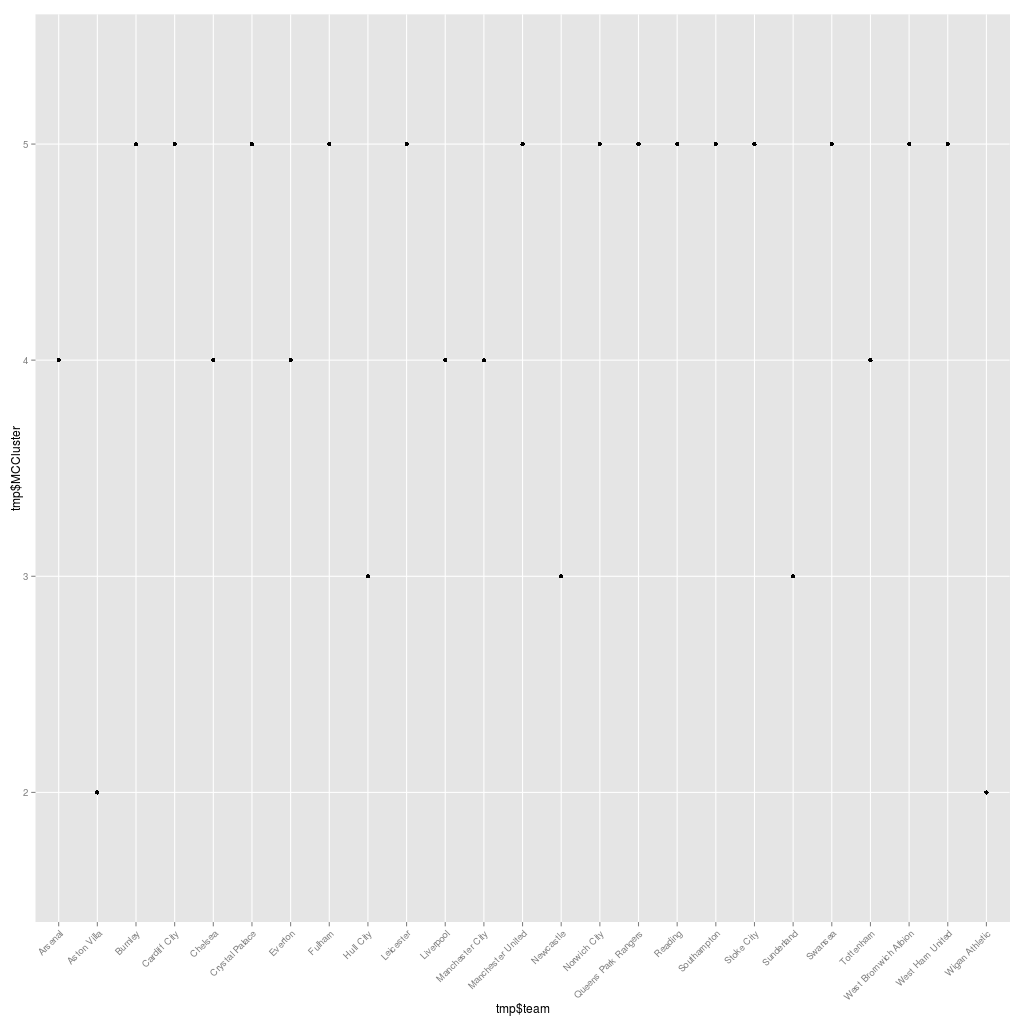 tmp$MCCluster
5
4
3
2
Arsenal
Aston Villa
Burnley
Cardiff City
Chelsea
Crystal Palace
Everton
Fulham
Hull City
Leicester
Liverpool
Manchester City
Manchester United
Newcastle
Norwich City
Queens Park Rangers
Reading
Southampton
Stoke City
Sunderland
Swansea
Tottenham
West Bromwich Albion
West Ham United
Wigan Athletic
tmp$team